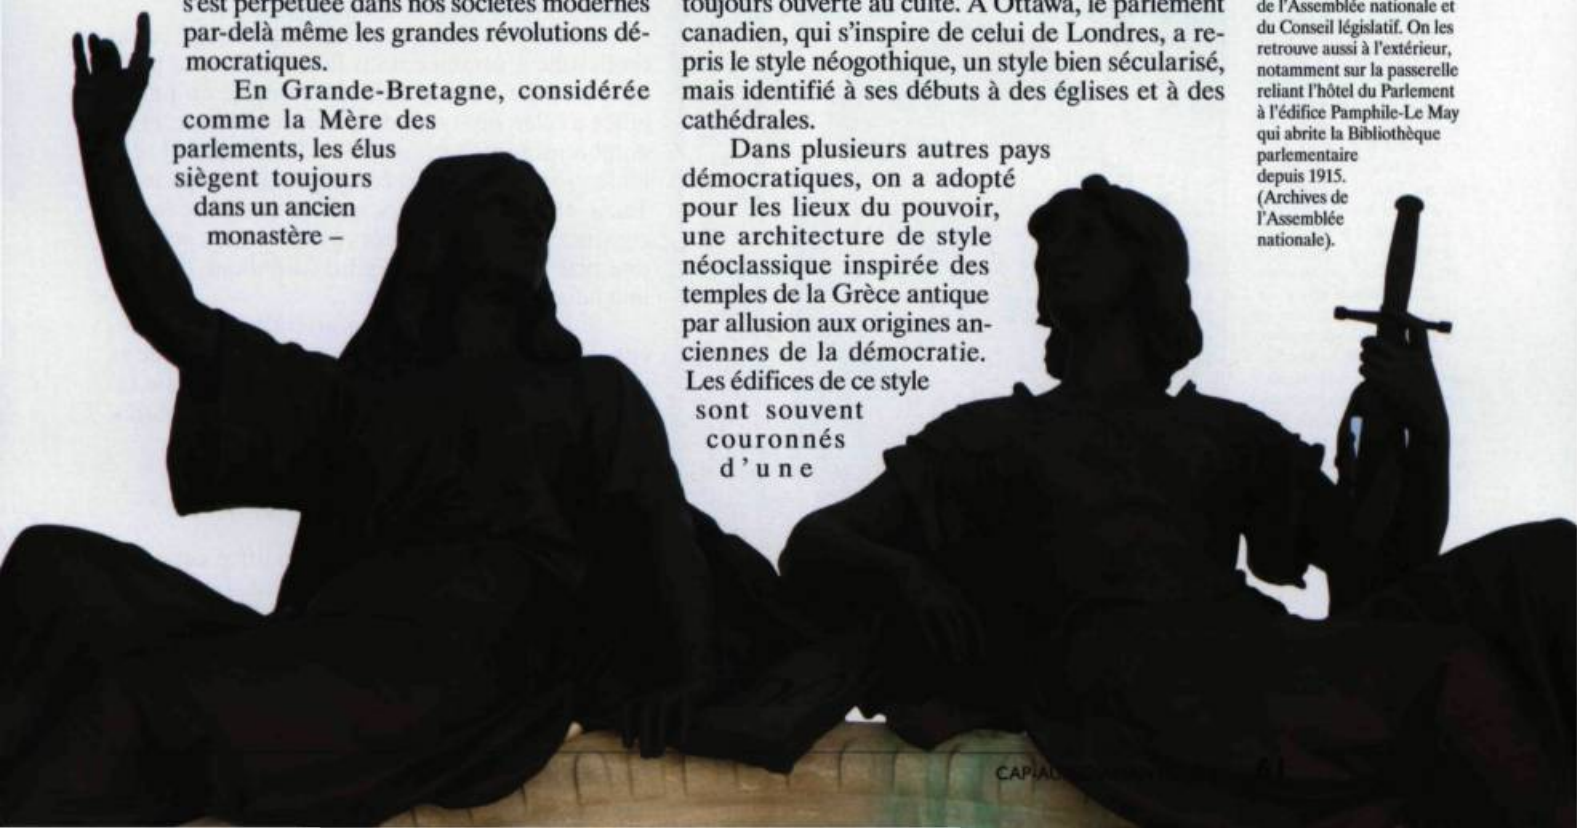 s'est perpétuée dans nos sociétés modernes
par-delà même les grandes révolutions dé-
mocratiques.
En Grande-Bretagne, considérée
comme la Mère des
parlements, les élus
siègent toujours
dans un ancien
monastère –
toujours ouverte au culte. À Ottawa, le parlement
canadien, qui s'inspire de celui de Londres, a re-
pris le style néogothique, un style bien sécularisé,
mais identifié à ses débuts à des églises et à des
cathédrales.
Dans plusieurs autres pays
démocratiques, on a adopté
pour les lieux du pouvoir,
une architecture de style
néoclassique inspirée des
temples de la Grèce antique
par allusion aux origines an-
ciennes de la démocratie.
Les édifices de ce style
sont souvent
couronnés
d'une
de l'Assemblée nationale et
du Conseil législatif. On les
retrouve aussi à l'extérieur,
notamment sur la passerelle
reliant l'hôtel du Parlement
à l'édifice Pamphile-Le May
qui abrite la Bibliothèque
parlementaire
depuis 1915.
(Archives de
l'Assemblée
nationale).
61